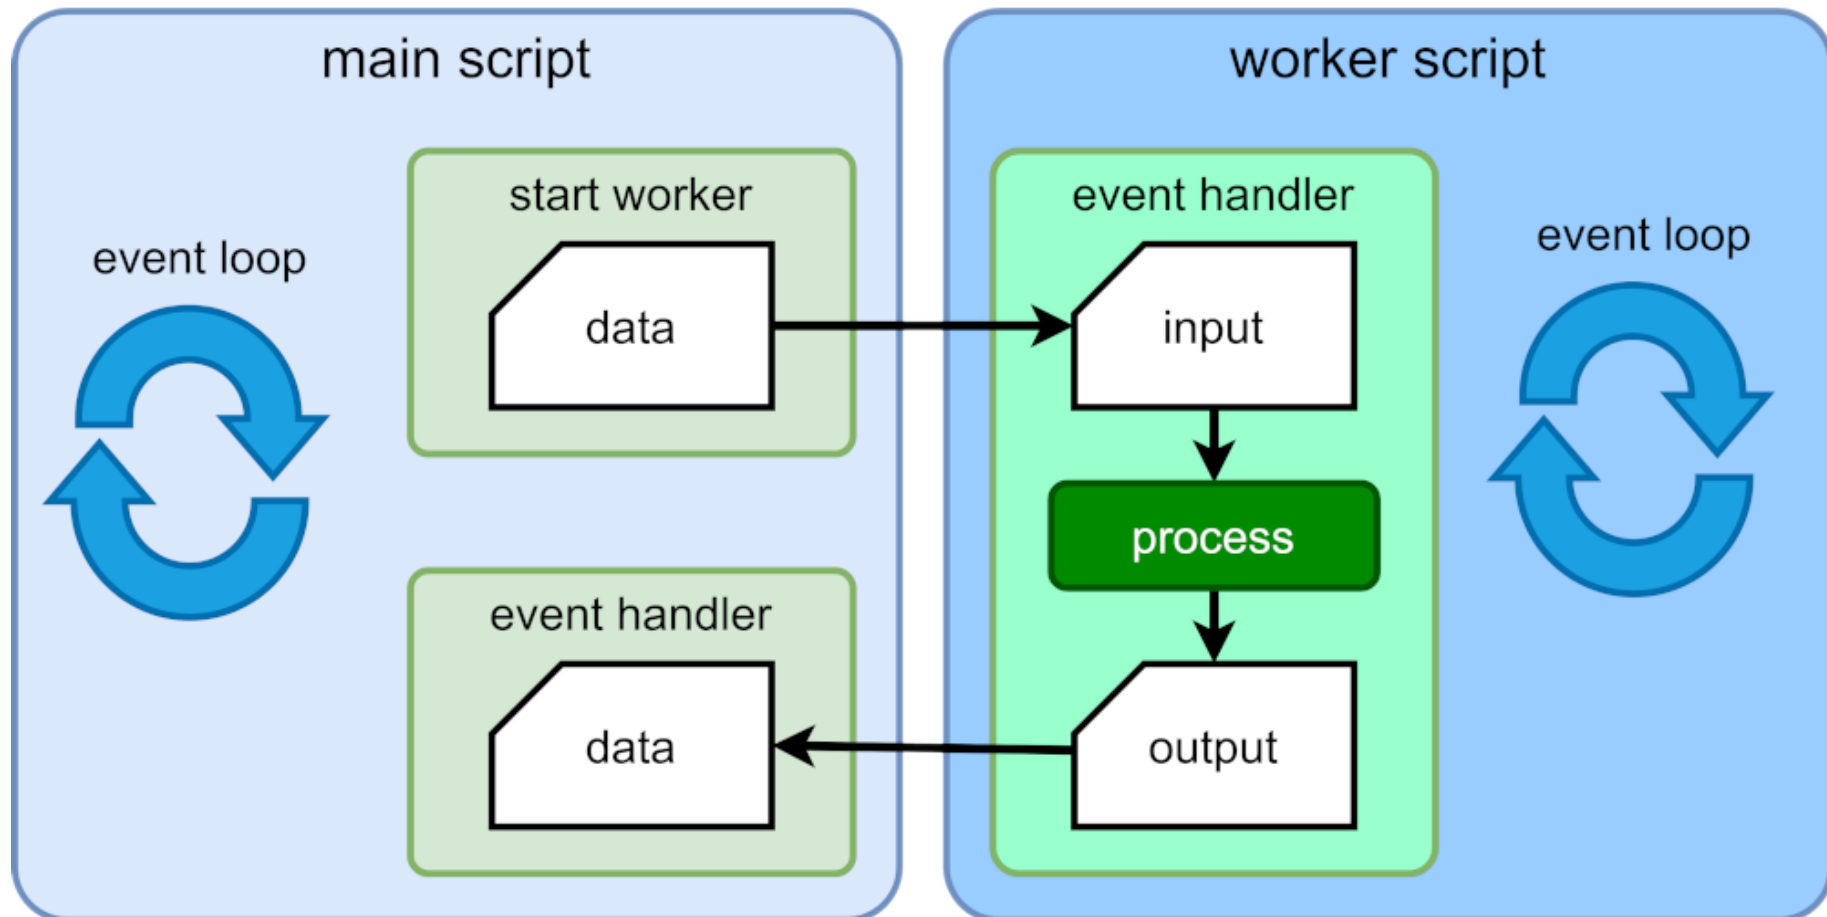 main script
event loop
start worker
data
event handler
data
worker script
event handler
input
process
output
event loop